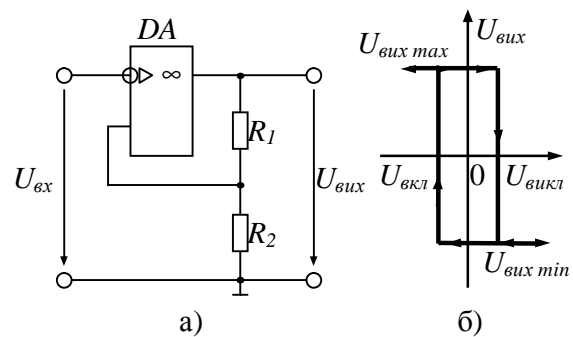 DA
▷ ∞
R1
R2
Uвх
Uвих
а)
Uвих
Uвих max
Uвкл
0
Uвикл
Uвих min
б)